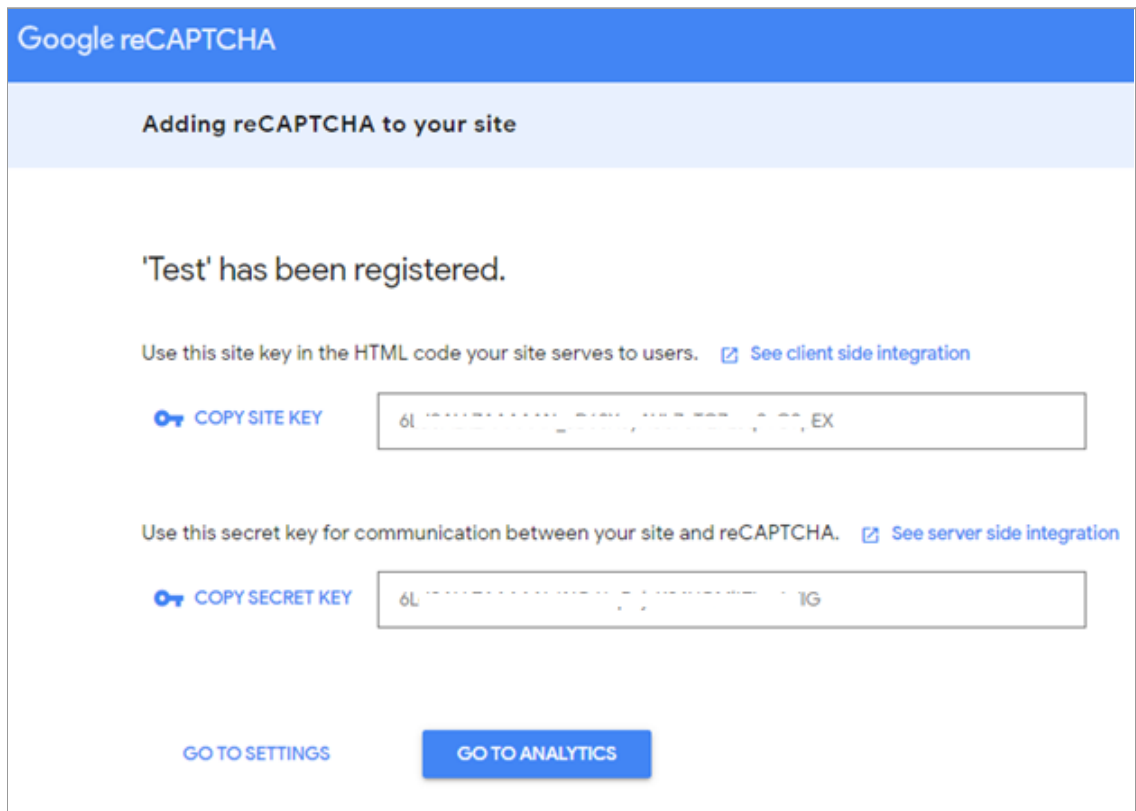 Google reCAPTCHA
Adding reCAPTCHA to your site
'Test' has been registered.
Use this site key in the HTML code your site serves to users. See client side integration
COPY SITE KEY
Use this secret key for communication between your site and reCAPTCHA. See server side integration
COPY SECRET KEY
GO TO SETTINGS GO TO ANALYTICS